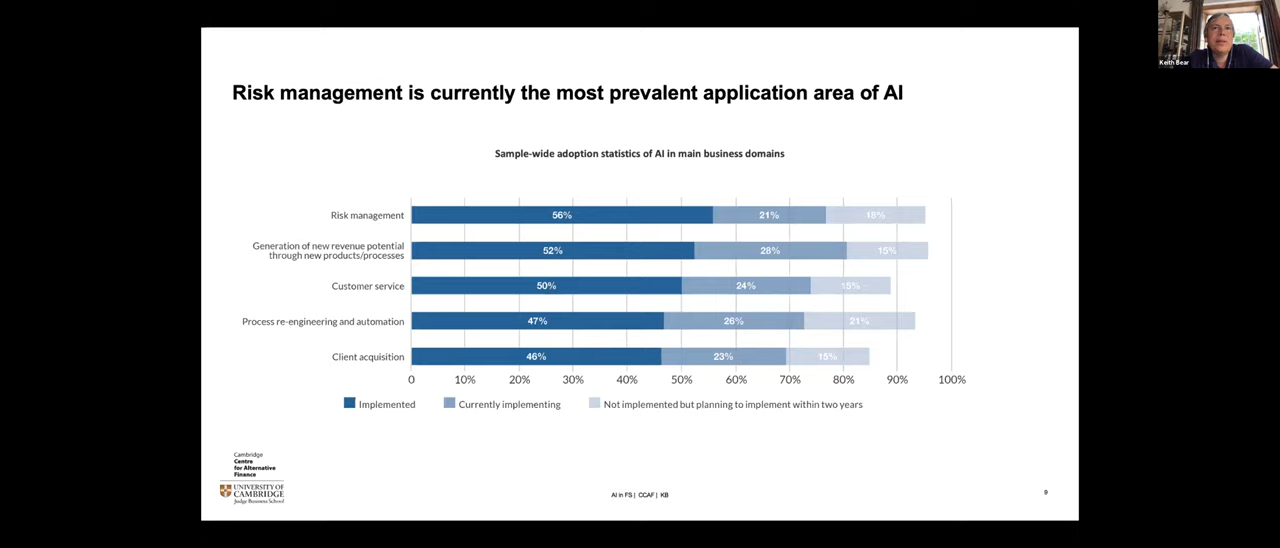 Keith Bear
Risk management is currently the most prevalent application area of AI
Sample-wide adoption statistics of AI in main business domains
Risk management
56%
21%
18%
Generation of new revenue potential
through new products/processes
52%
28%
15%
Customer service
50%
24%
15%
Process re-engineering and automation
47%
26%
21%
Client acquisition
46%
23%
15%
0
10%
20%
30%
40%
50%
60%
70%
80%
90%
100%
Implemented
Currently implementing
Not implemented but planning to implement within two years
Cambridge
Centre
for Alternative
Finance
UNIVERSITY OF
CAMBRIDGE
Judge Business School
AI in FS | CCAF | KB
9